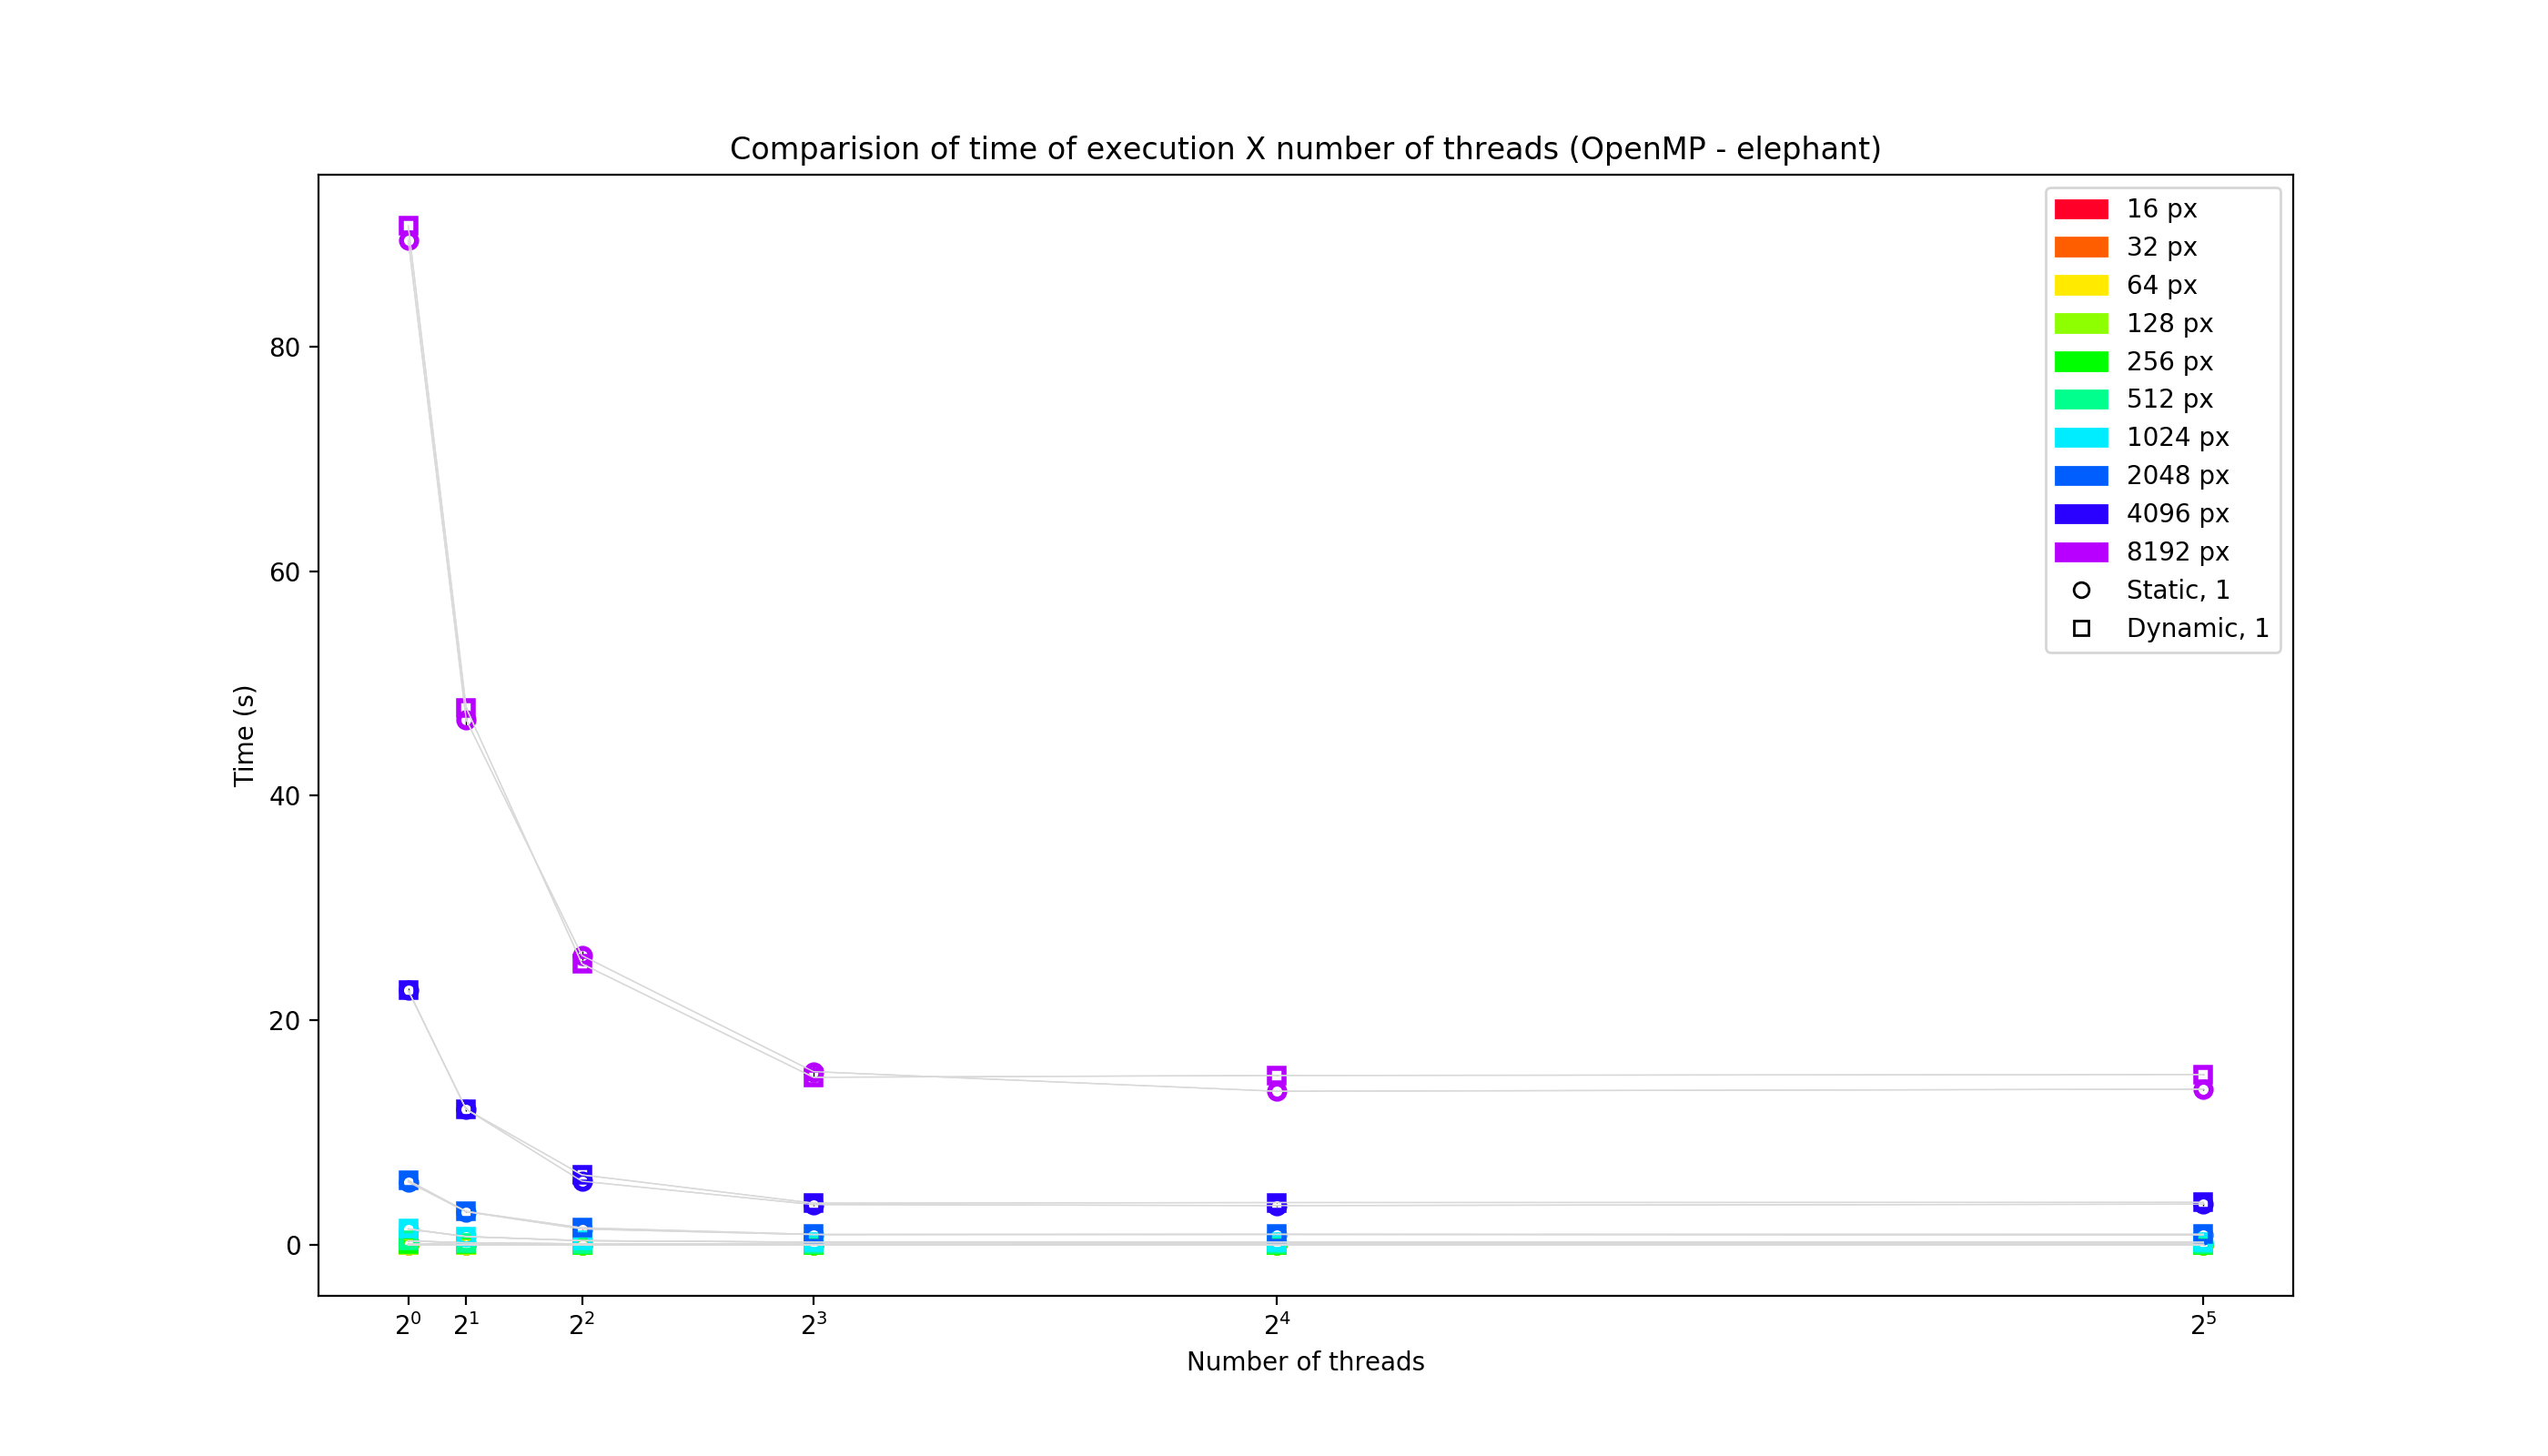 Comparision of time of execution X number of threads (OpenMP - elephant)
16 px
32 px
64 px
128 px
256 px
512 px
1024 px
2048 px
4096 px
8192 px
Static, 1
Dynamic, 1
Time (s)
80
60
40
20
0
2⁰ 2¹ 2² 2³ 2⁴ 2⁵
Number of threads